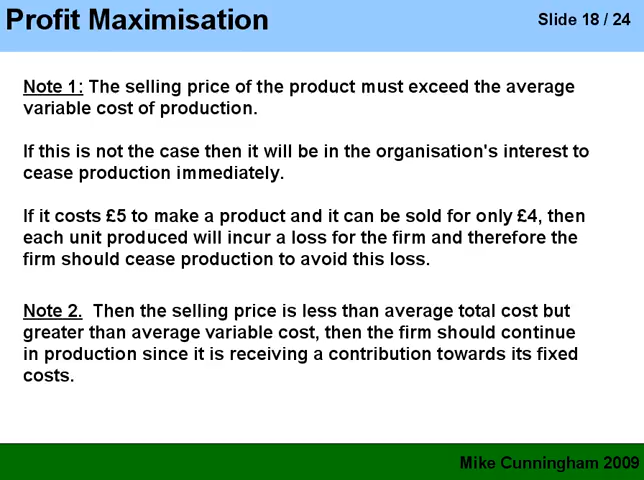 Profit Maximisation
Slide 18 / 24
Note 1: The selling price of the product must exceed the average
variable cost of production.
If this is not the case then it will be in the organisation's interest to
cease production immediately.
If it costs £5 to make a product and it can be sold for only £4, then
each unit produced will incur a loss for the firm and therefore the
firm should cease production to avoid this loss.
Note 2.  Then the selling price is less than average total cost but
greater than average variable cost, then the firm should continue
in production since it is receiving a contribution towards its fixed
costs.
Mike Cunningham 2009